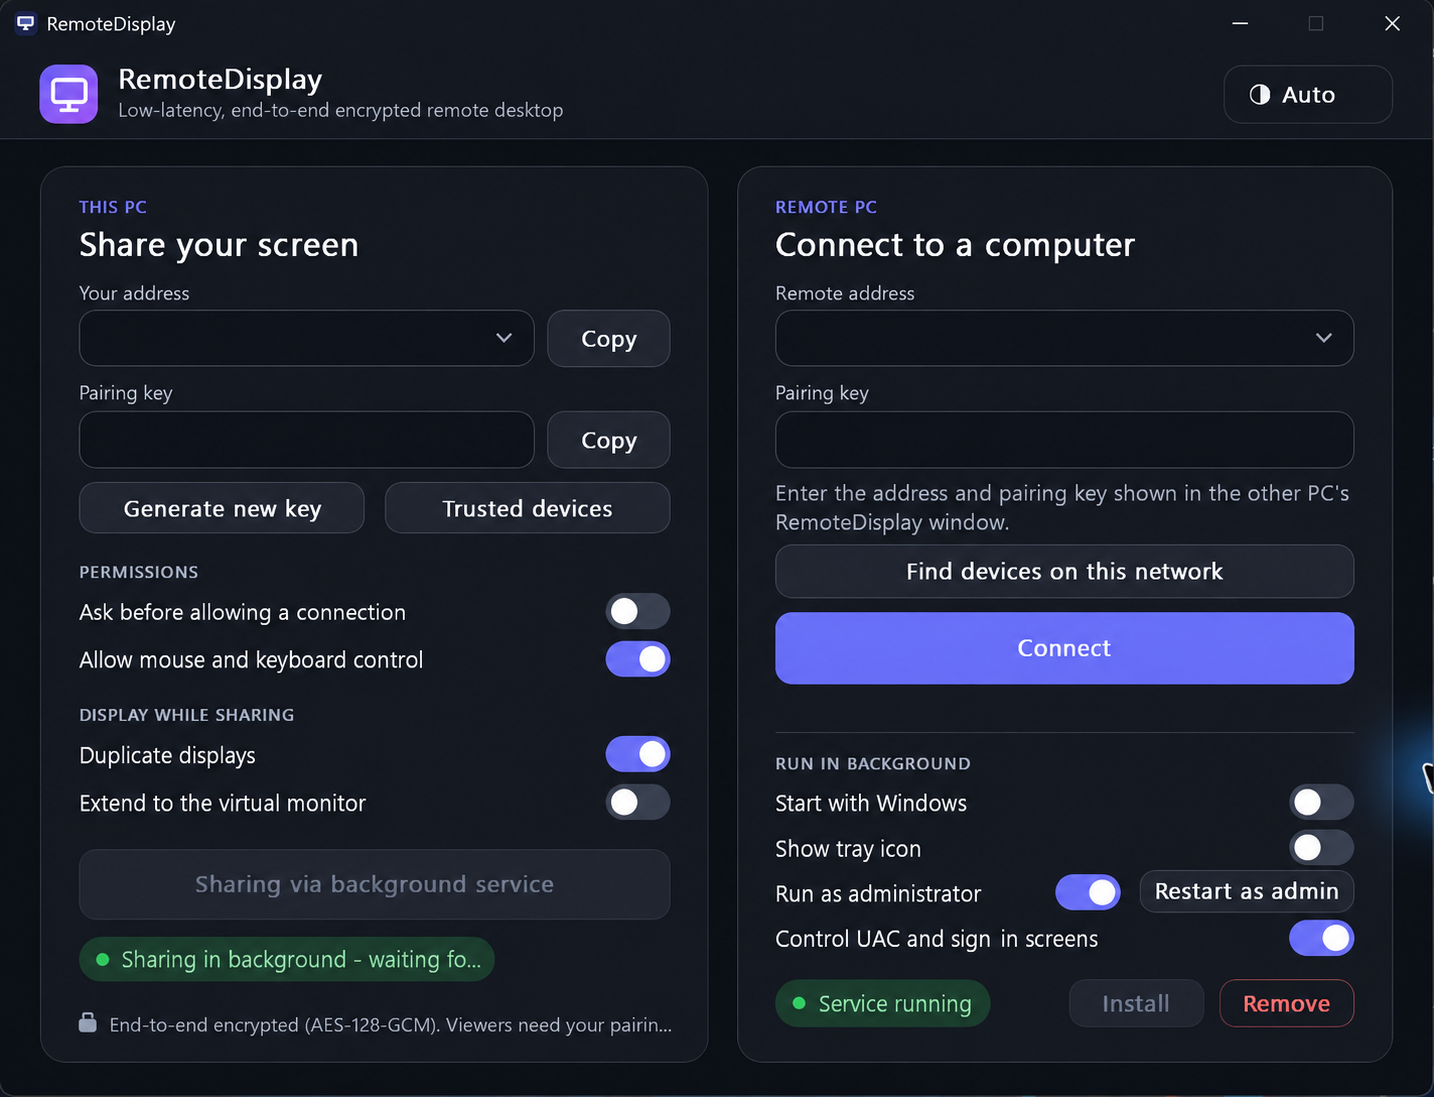 RemoteDisplay
RemoteDisplay
Low-latency, end-to-end encrypted remote desktop
Auto
THIS PC
Share your screen
Your address
Copy
Pairing key
Copy
Generate new key
Trusted devices
PERMISSIONS
Ask before allowing a connection
Allow mouse and keyboard control
DISPLAY WHILE SHARING
Duplicate displays
Extend to the virtual monitor
Sharing via background service
Sharing in background - waiting fo...
End-to-end encrypted (AES-128-GCM). Viewers need your pairin...
REMOTE PC
Connect to a computer
Remote address
Pairing key
Enter the address and pairing key shown in the other PC's
RemoteDisplay window.
Find devices on this network
Connect
RUN IN BACKGROUND
Start with Windows
Show tray icon
Run as administrator
Restart as admin
Control UAC and sign in screens
Service running
Install
Remove